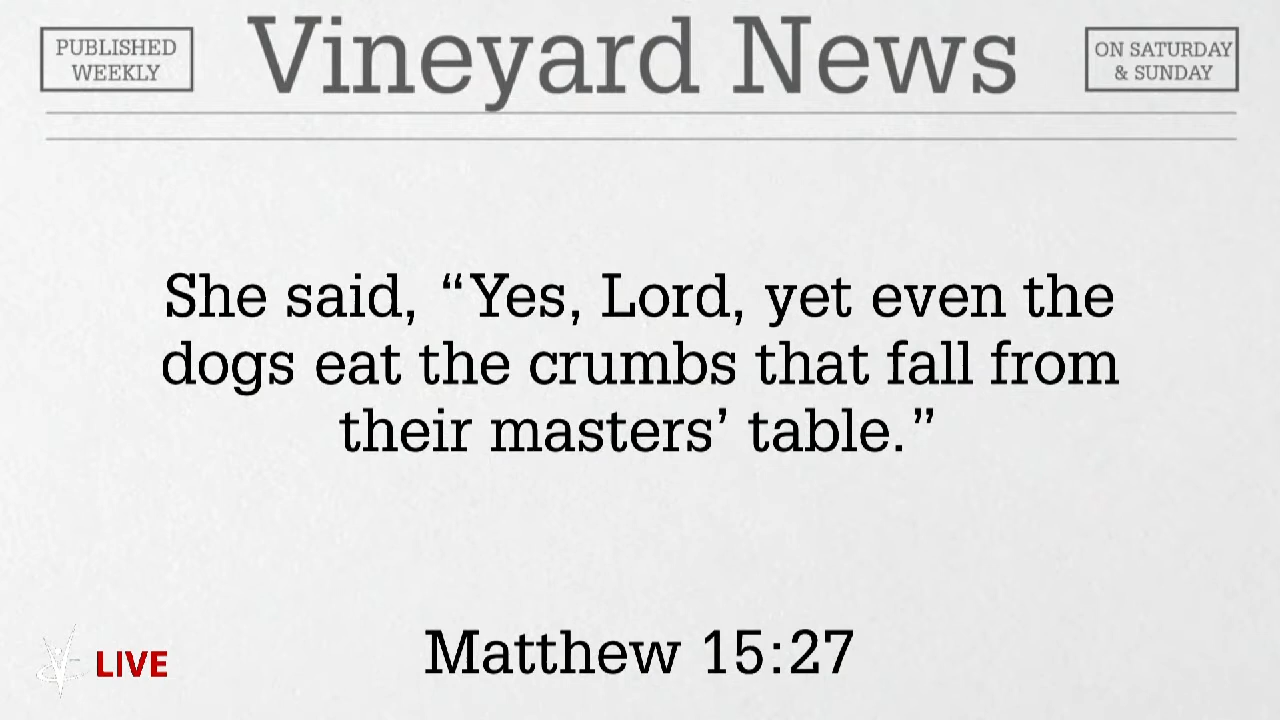 PUBLISHED
WEEKLY
Vineyard News
ON SATURDAY
& SUNDAY
She said, “Yes, Lord, yet even the
dogs eat the crumbs that fall from
their masters’ table.”
Matthew 15:27
LIVE